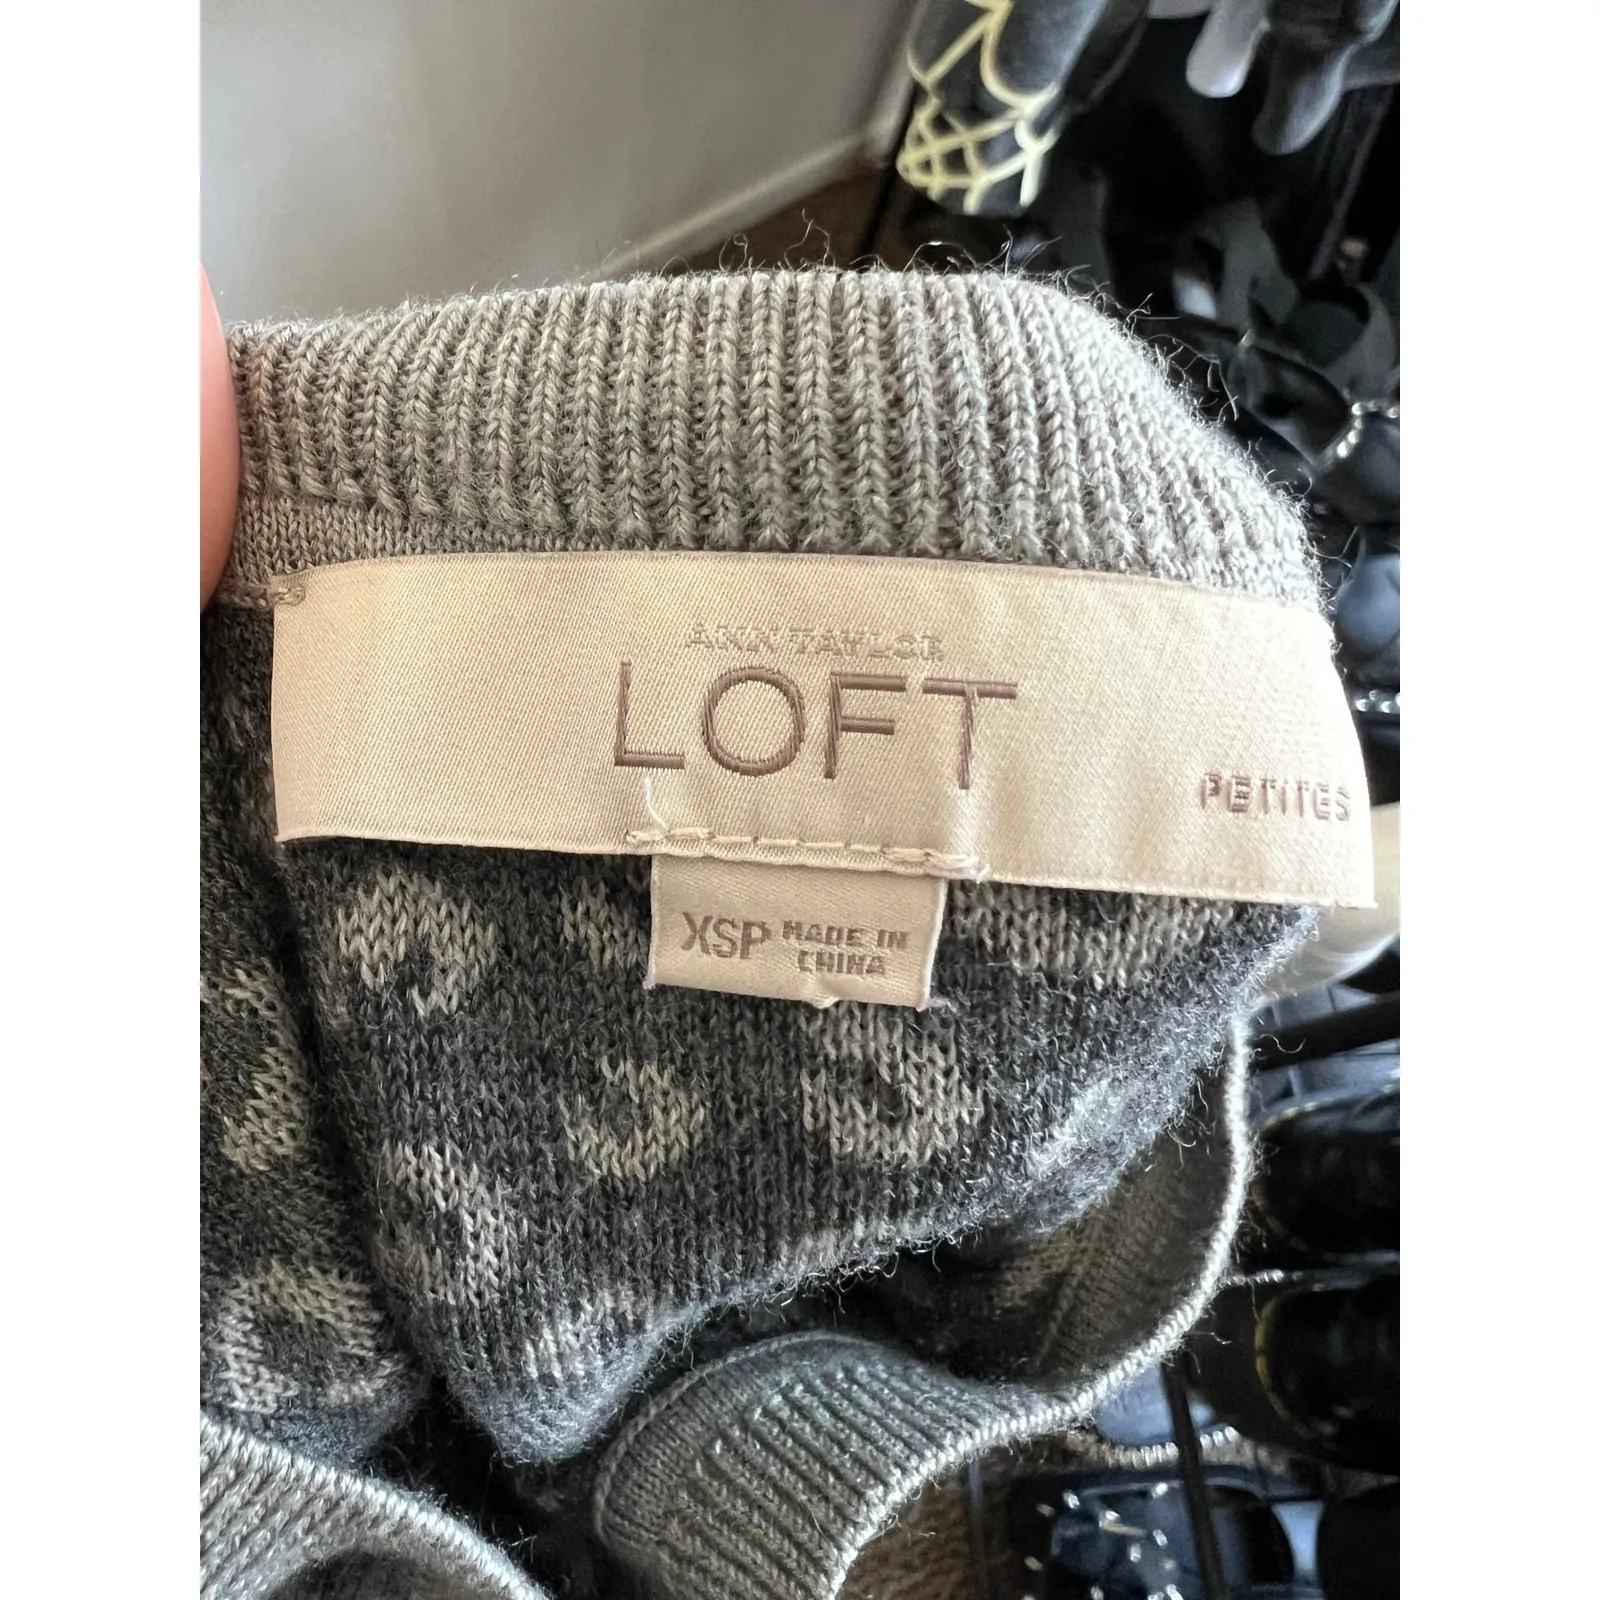 ANN TAYLOR
LOFT
PETITES
XSP MADE IN
CHINA